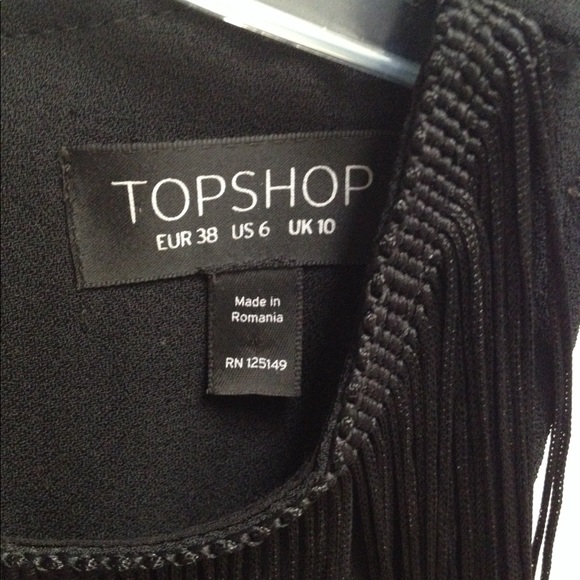 TOPSHOP
EUR 38 US 6 UK 10
Made in
Romania
RN 125149